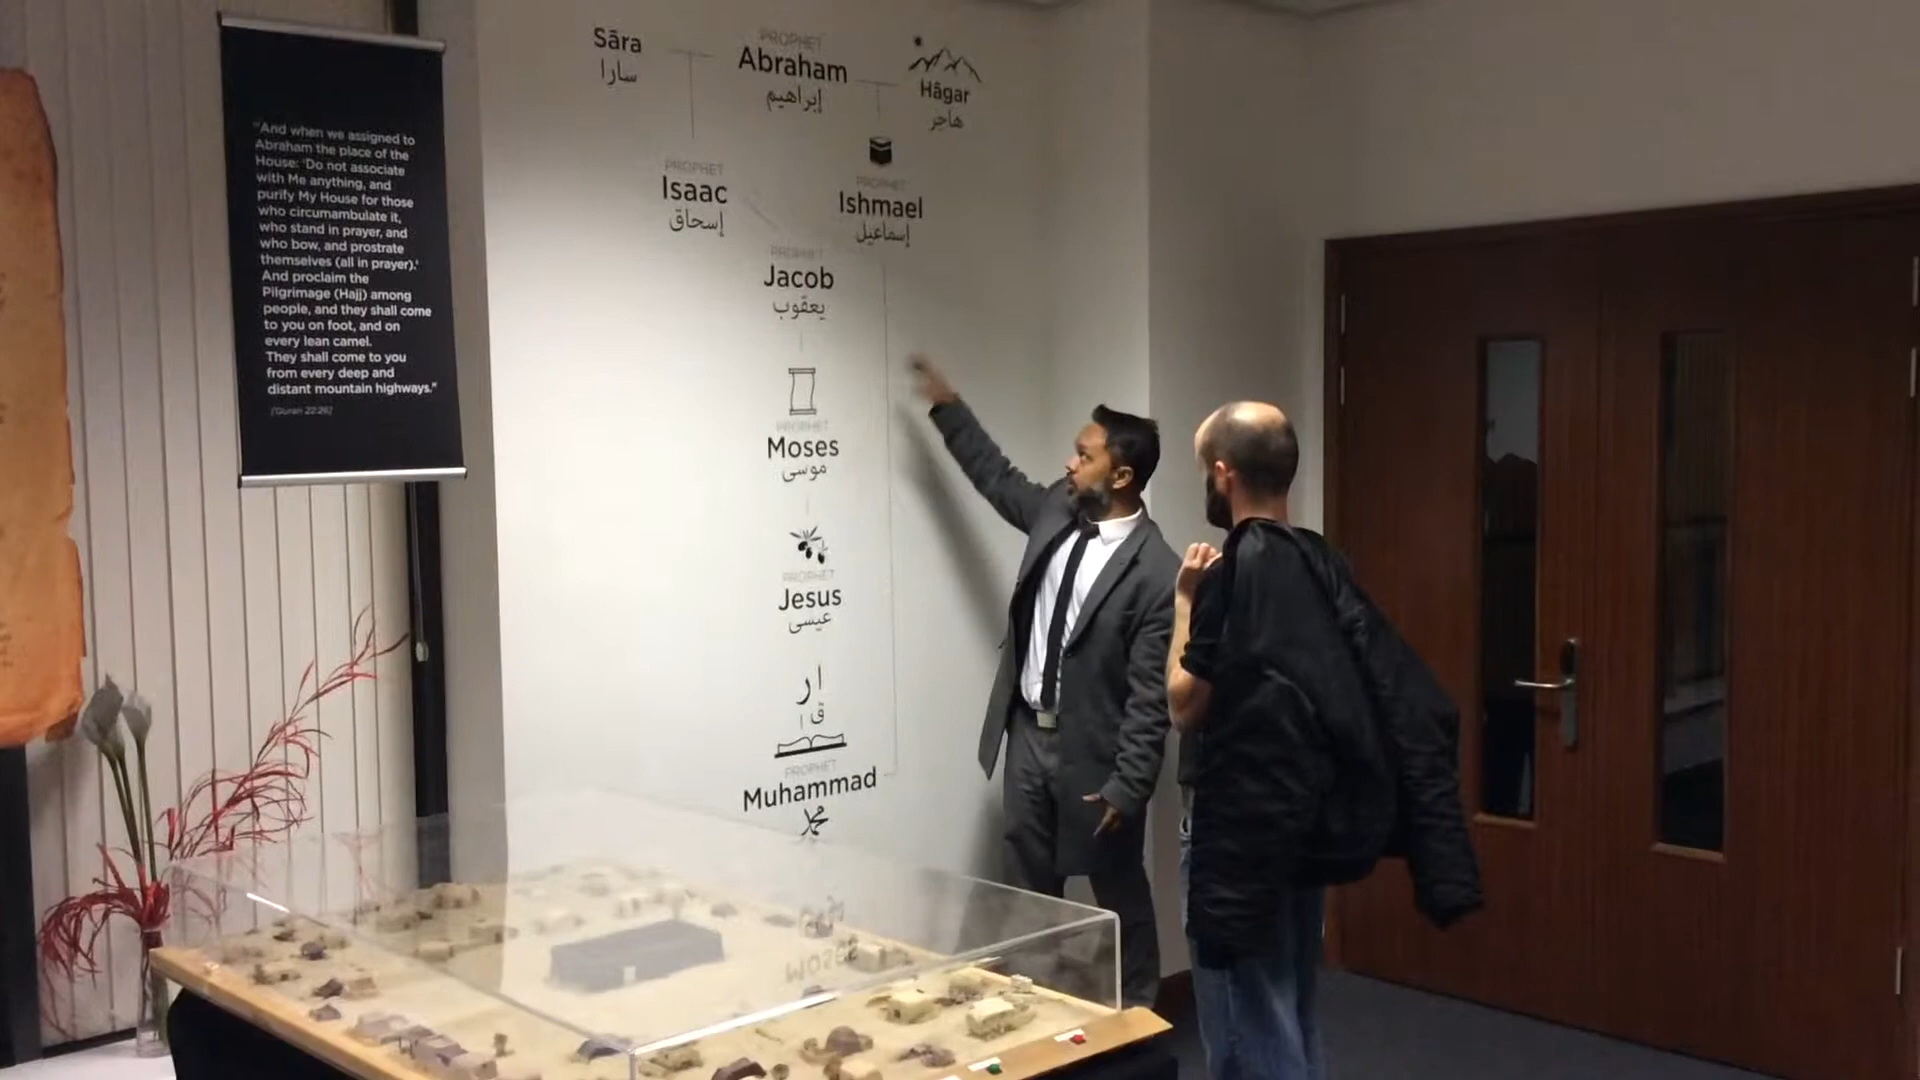 "And when we assigned to
Abraham the place of the
House: 'Do not associate
with Me anything, and
purify My House for those
who circumambulate it,
who stand in prayer, and
who bow, and prostrate
themselves (all in prayer).'
And proclaim the
Pilgrimage (Hajj) among
people, and they shall come
to you on foot, and on
every lean camel.
They shall come to you
from every deep and
distant mountain highways."
[Quran 22:26]
Sāra
سارا
PROPHET
Abraham
إبراهيم
Hāgar
هاجر
PROPHET
Isaac
إسحاق
PROPHET
Ishmael
إسماعيل
PROPHET
Jacob
يعقوب
PROPHET
Moses
موسى
PROPHET
Jesus
عيسى
PROPHET
Muhammad
محمد